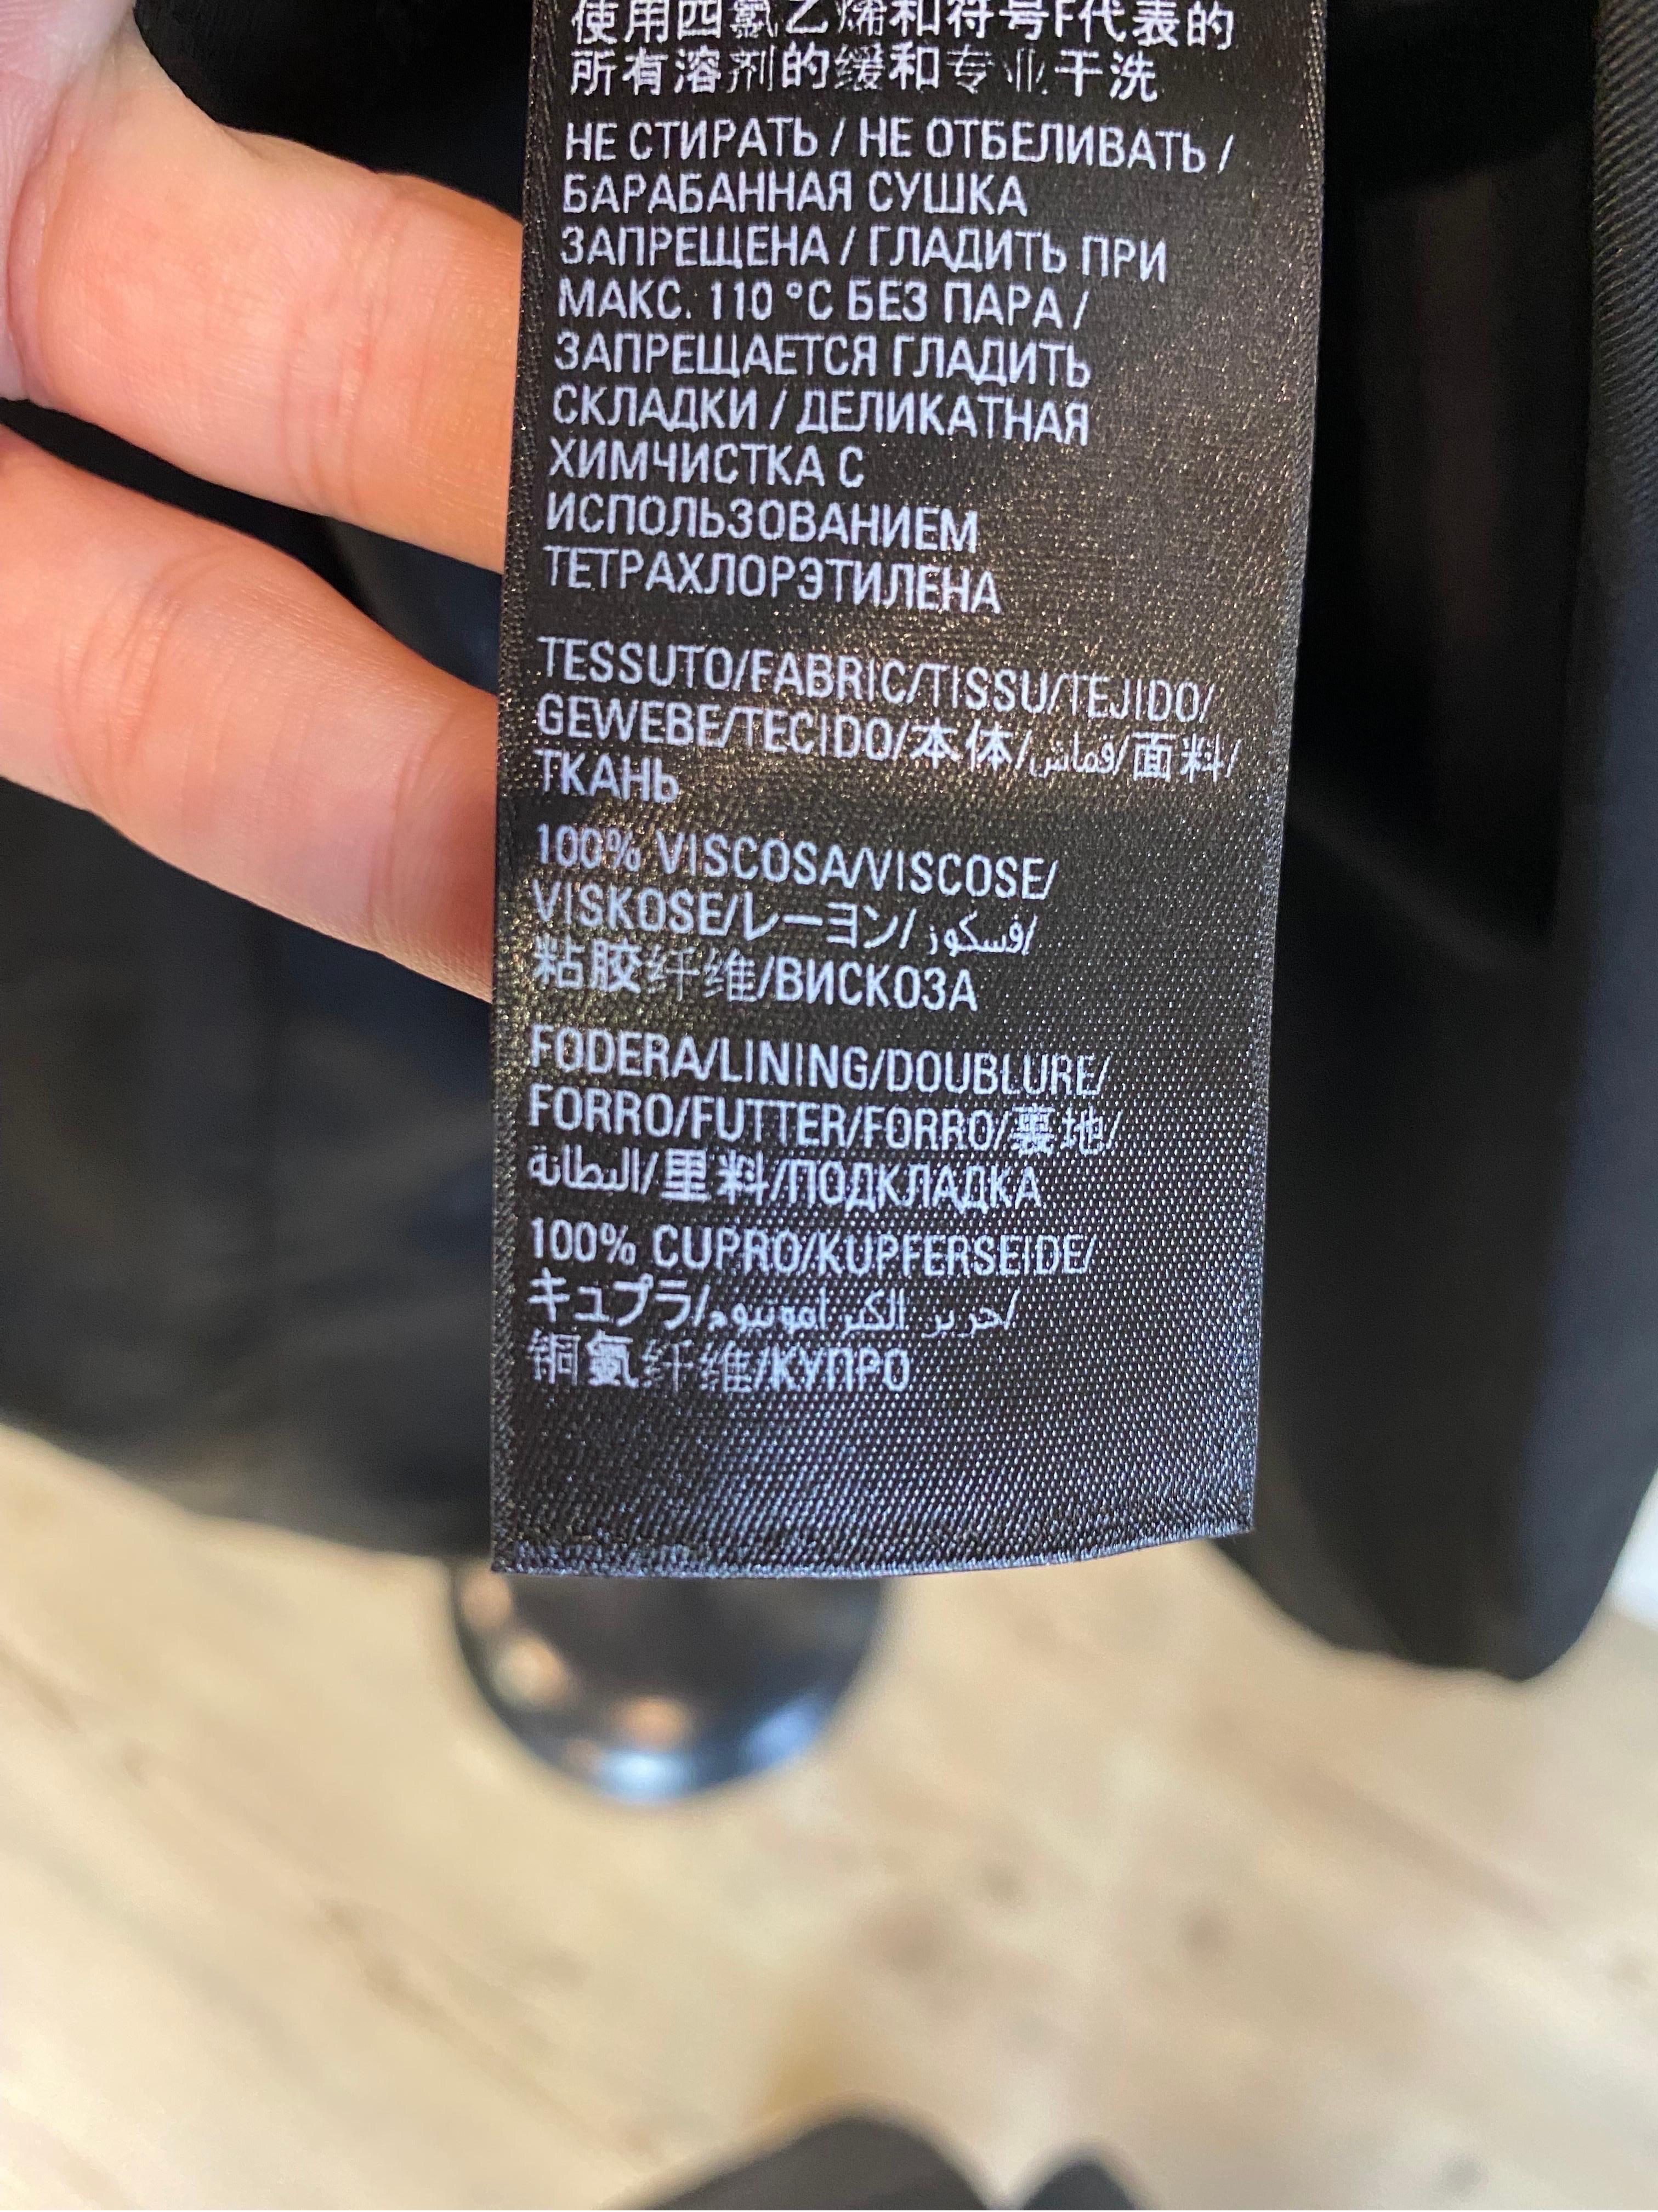 使用四氯乙烯和符号F代表的
所有溶剂的缓和专业干洗
НЕ СТИРАТЬ / НЕ ОТБЕЛИВАТЬ /
БАРАБАННАЯ СУШКА
ЗАПРЕЩЕНА / ГЛАДИТЬ ПРИ
МАКС. 110 °C БЕЗ ПАРА /
ЗАПРЕЩАЕТСЯ ГЛАДИТЬ
СКЛАДКИ / ДЕЛИКАТНАЯ
ХИМЧИСТКА С
ИСПОЛЬЗОВАНИЕМ
ТЕТРАХЛОРЭТИЛЕНА
TESSUTO/FABRIC/TISSU/TEJIDO/
GEWEBE/TECIDO/本体/قماش/面料/
ТКАНЬ
100% VISCOSA/VISCOSE/
VISKOSE/レーヨン/فسكوز/
粘胶纤维/ВИСКОЗА
FODERA/LINING/DOUBLURE/
FORRO/FUTTER/FORRO/裏地/
البطانة/里料/ПОДКЛАДКА
100% CUPRO/KUPFERSEIDE/
キュプラ/حرير الكبر امونيوم/
铜氨纤维/КУПРО